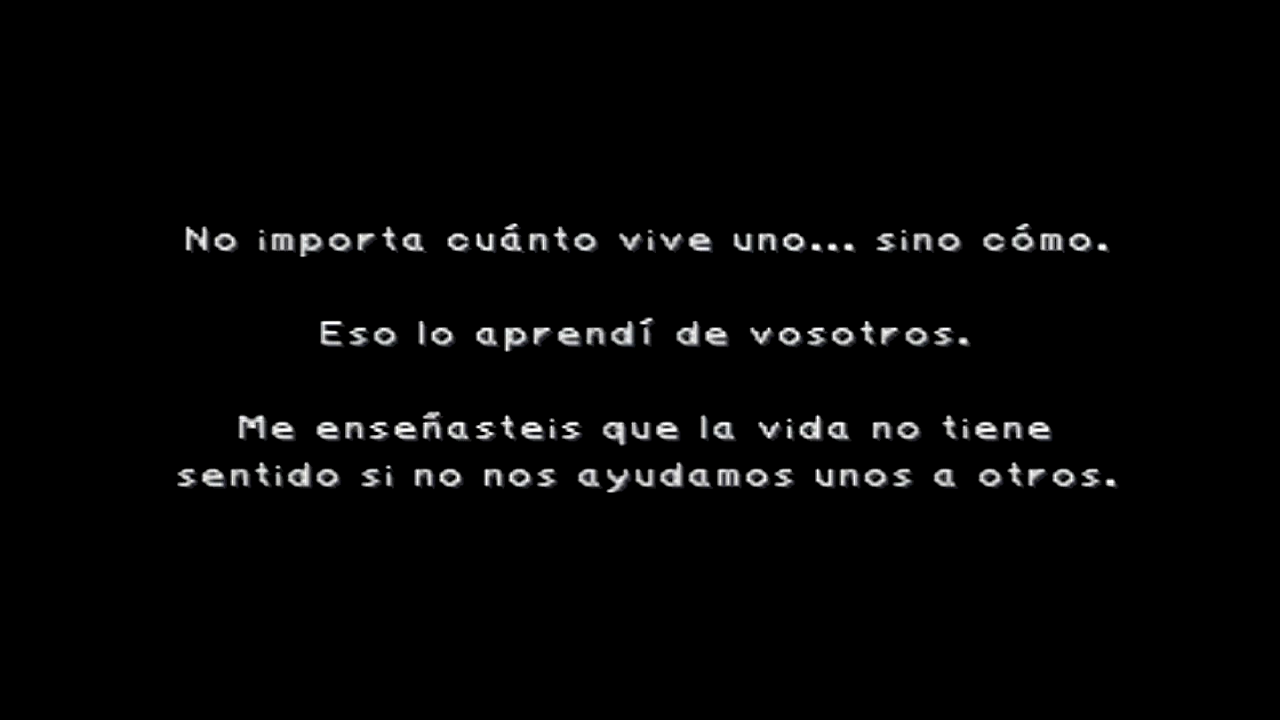 No importa cuánto vive uno... sino cómo.
Eso lo aprendí de vosotros.
Me enseñasteis que la vida no tiene
sentido si no nos ayudamos unos a otros.